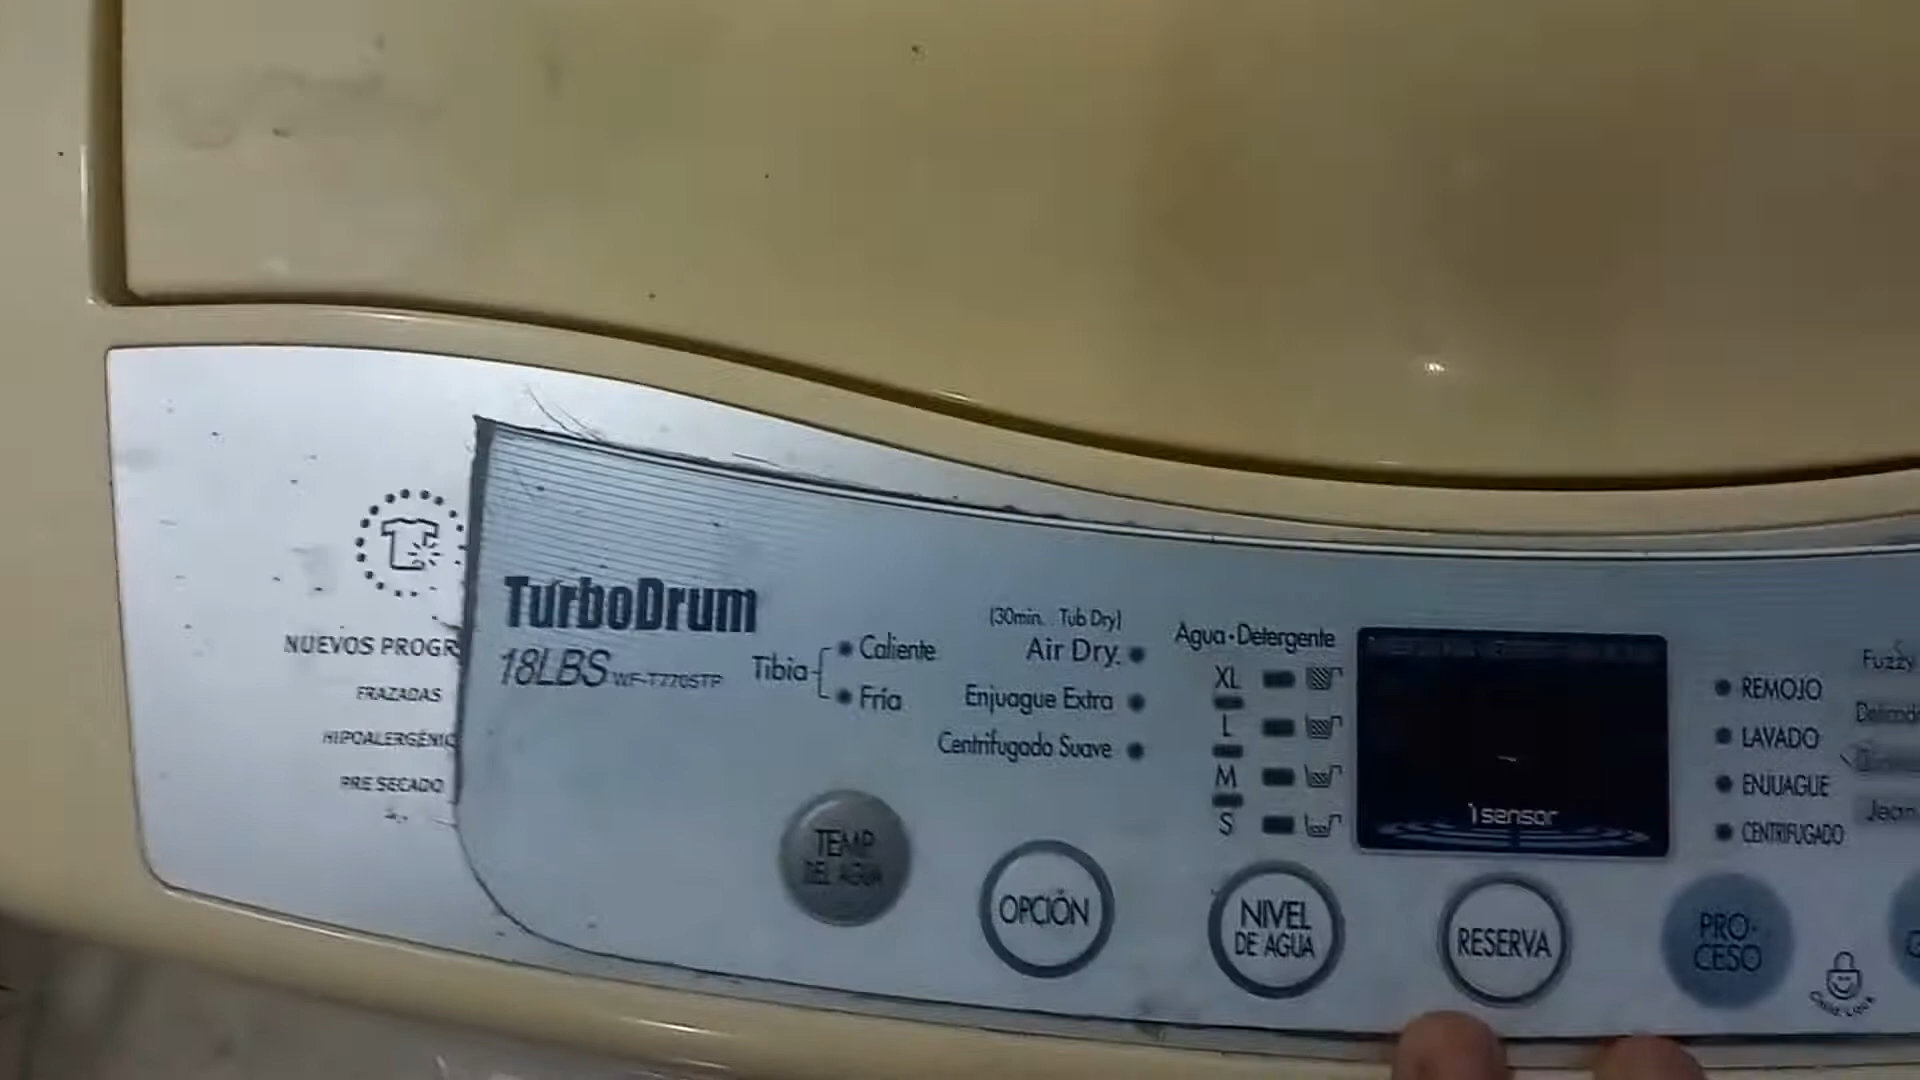 NUEVOS PROGR
FRAZADAS
HIPOALERGÉNIC
PRE SECADO
TurboDrum
18LBS WF-T7705TP
Tibia
Caliente
Fría
(30min. Tub Dry)
Air Dry
Enjuague Extra
Centrifugado Suave
Agua•Detergente
XL
L
M
S
i sensor
REMOJO
LAVADO
ENJUAGUE
CENTRIFUGADO
Fuzzy
Jean
TEMP
DEL AGUA
OPCIÓN
NIVEL
DE AGUA
RESERVA
PRO-
CESO